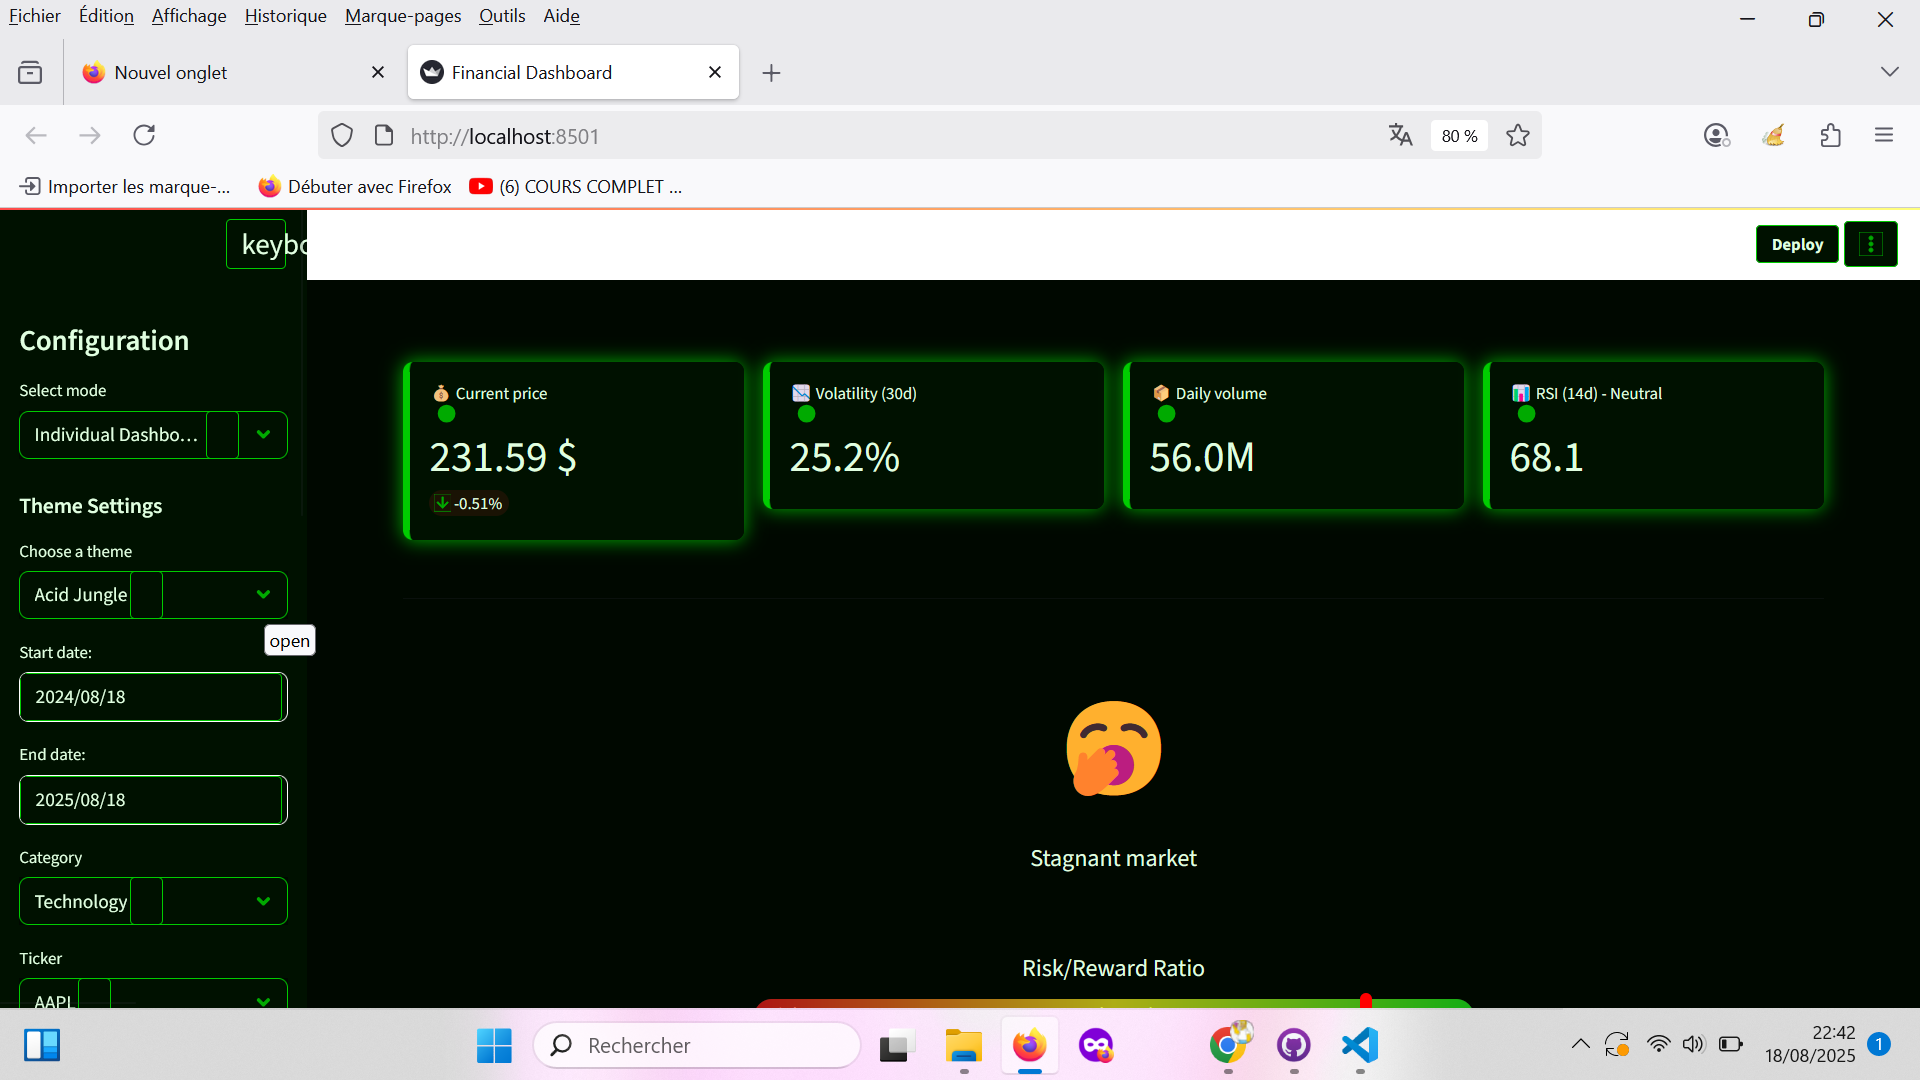 Fichier Édition Affichage Historique Marque-pages Outils Aide
Nouvel onglet
Financial Dashboard
http://localhost:8501
80 %
Importer les marque-...
Débuter avec Firefox
(6) COURS COMPLET ...
keybo
Deploy
Configuration
Select mode
Individual Dashbo...
Theme Settings
Choose a theme
Acid Jungle
open
Start date:
2024/08/18
End date:
2025/08/18
Category
Technology
Ticker
AAPL
Current price
231.59 $
-0.51%
Volatility (30d)
25.2%
Daily volume
56.0M
RSI (14d) - Neutral
68.1
Stagnant market
Risk/Reward Ratio
Rechercher
22:42
18/08/2025
1